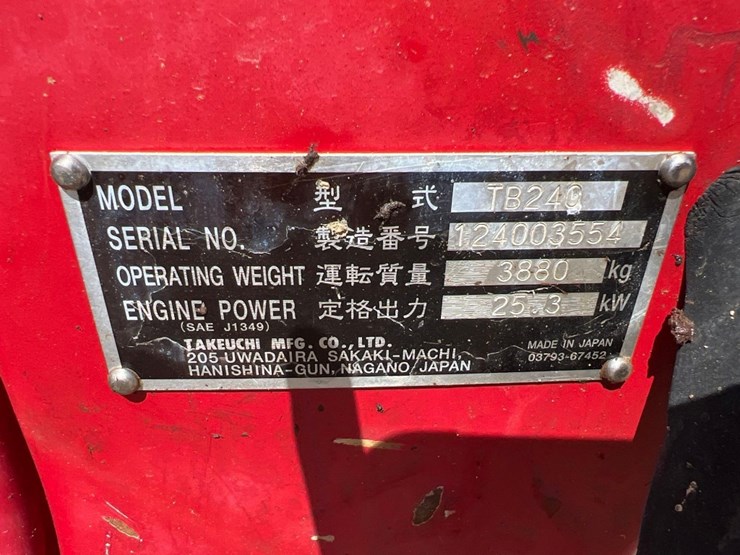 MODEL 型式 TB240
SERIAL NO. 製造番号 124003554
OPERATING WEIGHT 運転質量 3880 kg
ENGINE POWER 定格出力 25.3 kW
(SAE J1349)
TAKEUCHI MFG. CO., LTD.
205 UWADAIRA SAKAKI-MACHI,
HANISHINA-GUN, NAGANO/JAPAN
MADE IN JAPAN
03793-67452